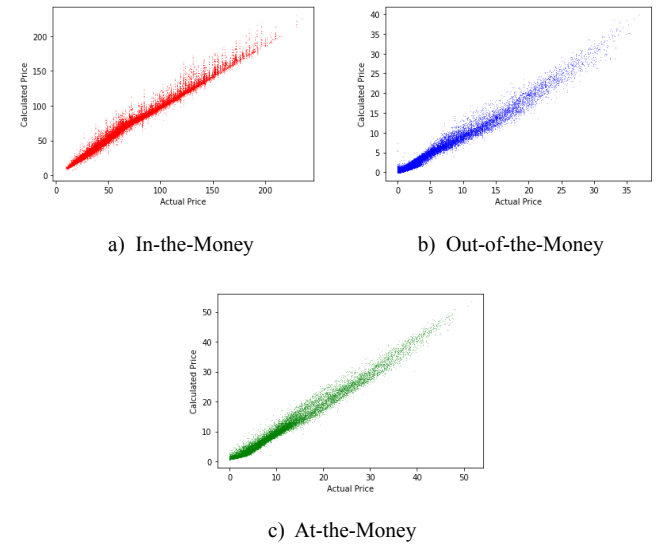 200
150
100
50
0
Calculated Price
0 50 100 150 200
Actual Price
a) In-the-Money
40
35
30
25
20
15
10
5
0
Calculated Price
0 5 10 15 20 25 30 35
Actual Price
b) Out-of-the-Money
50
40
30
20
10
0
Calculated Price
0 10 20 30 40 50
Actual Price
c) At-the-Money